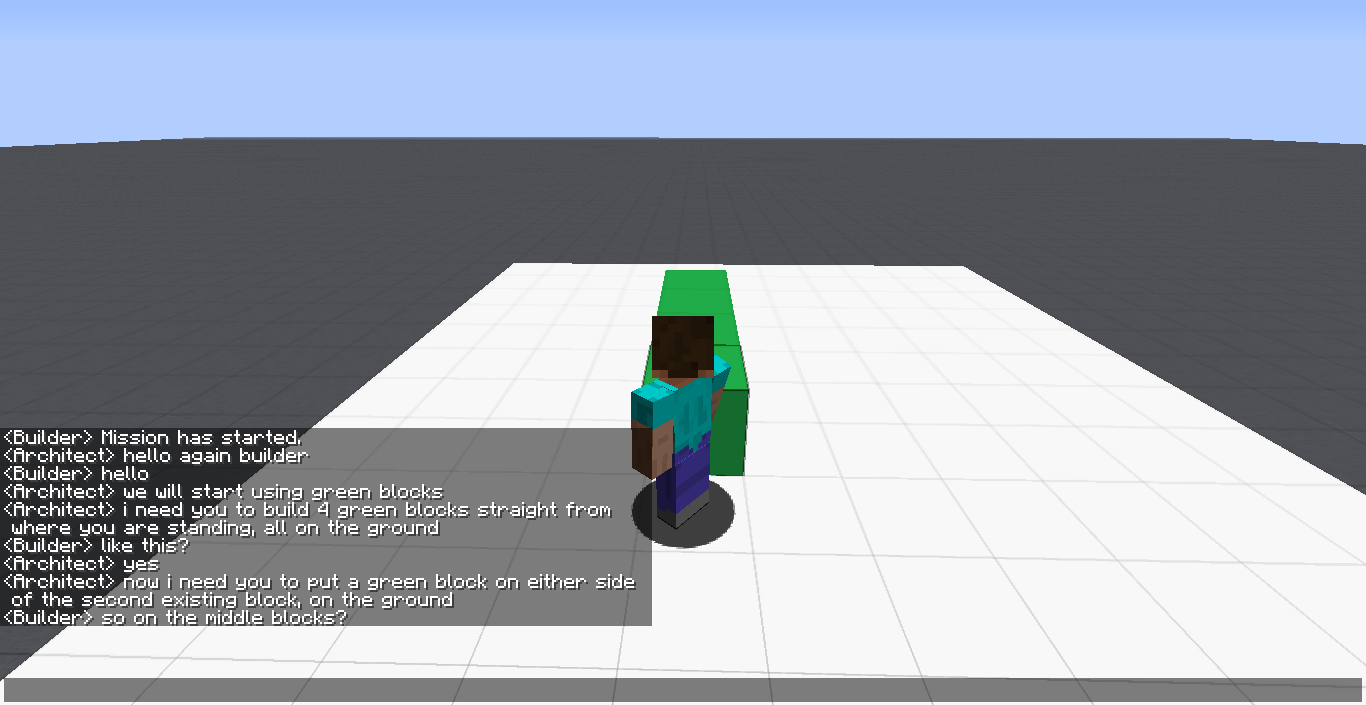 <Builder> Mission has started.
<Architect> hello again builder
<Builder> hello
<Architect> we will start using green blocks
<Architect> i need you to build 4 green blocks straight from
where you are standing, all on the ground
<Builder> like this?
<Architect> yes
<Architect> now i need you to put a green block on either side
of the second existing block, on the ground
<Builder> so on the middle blocks?